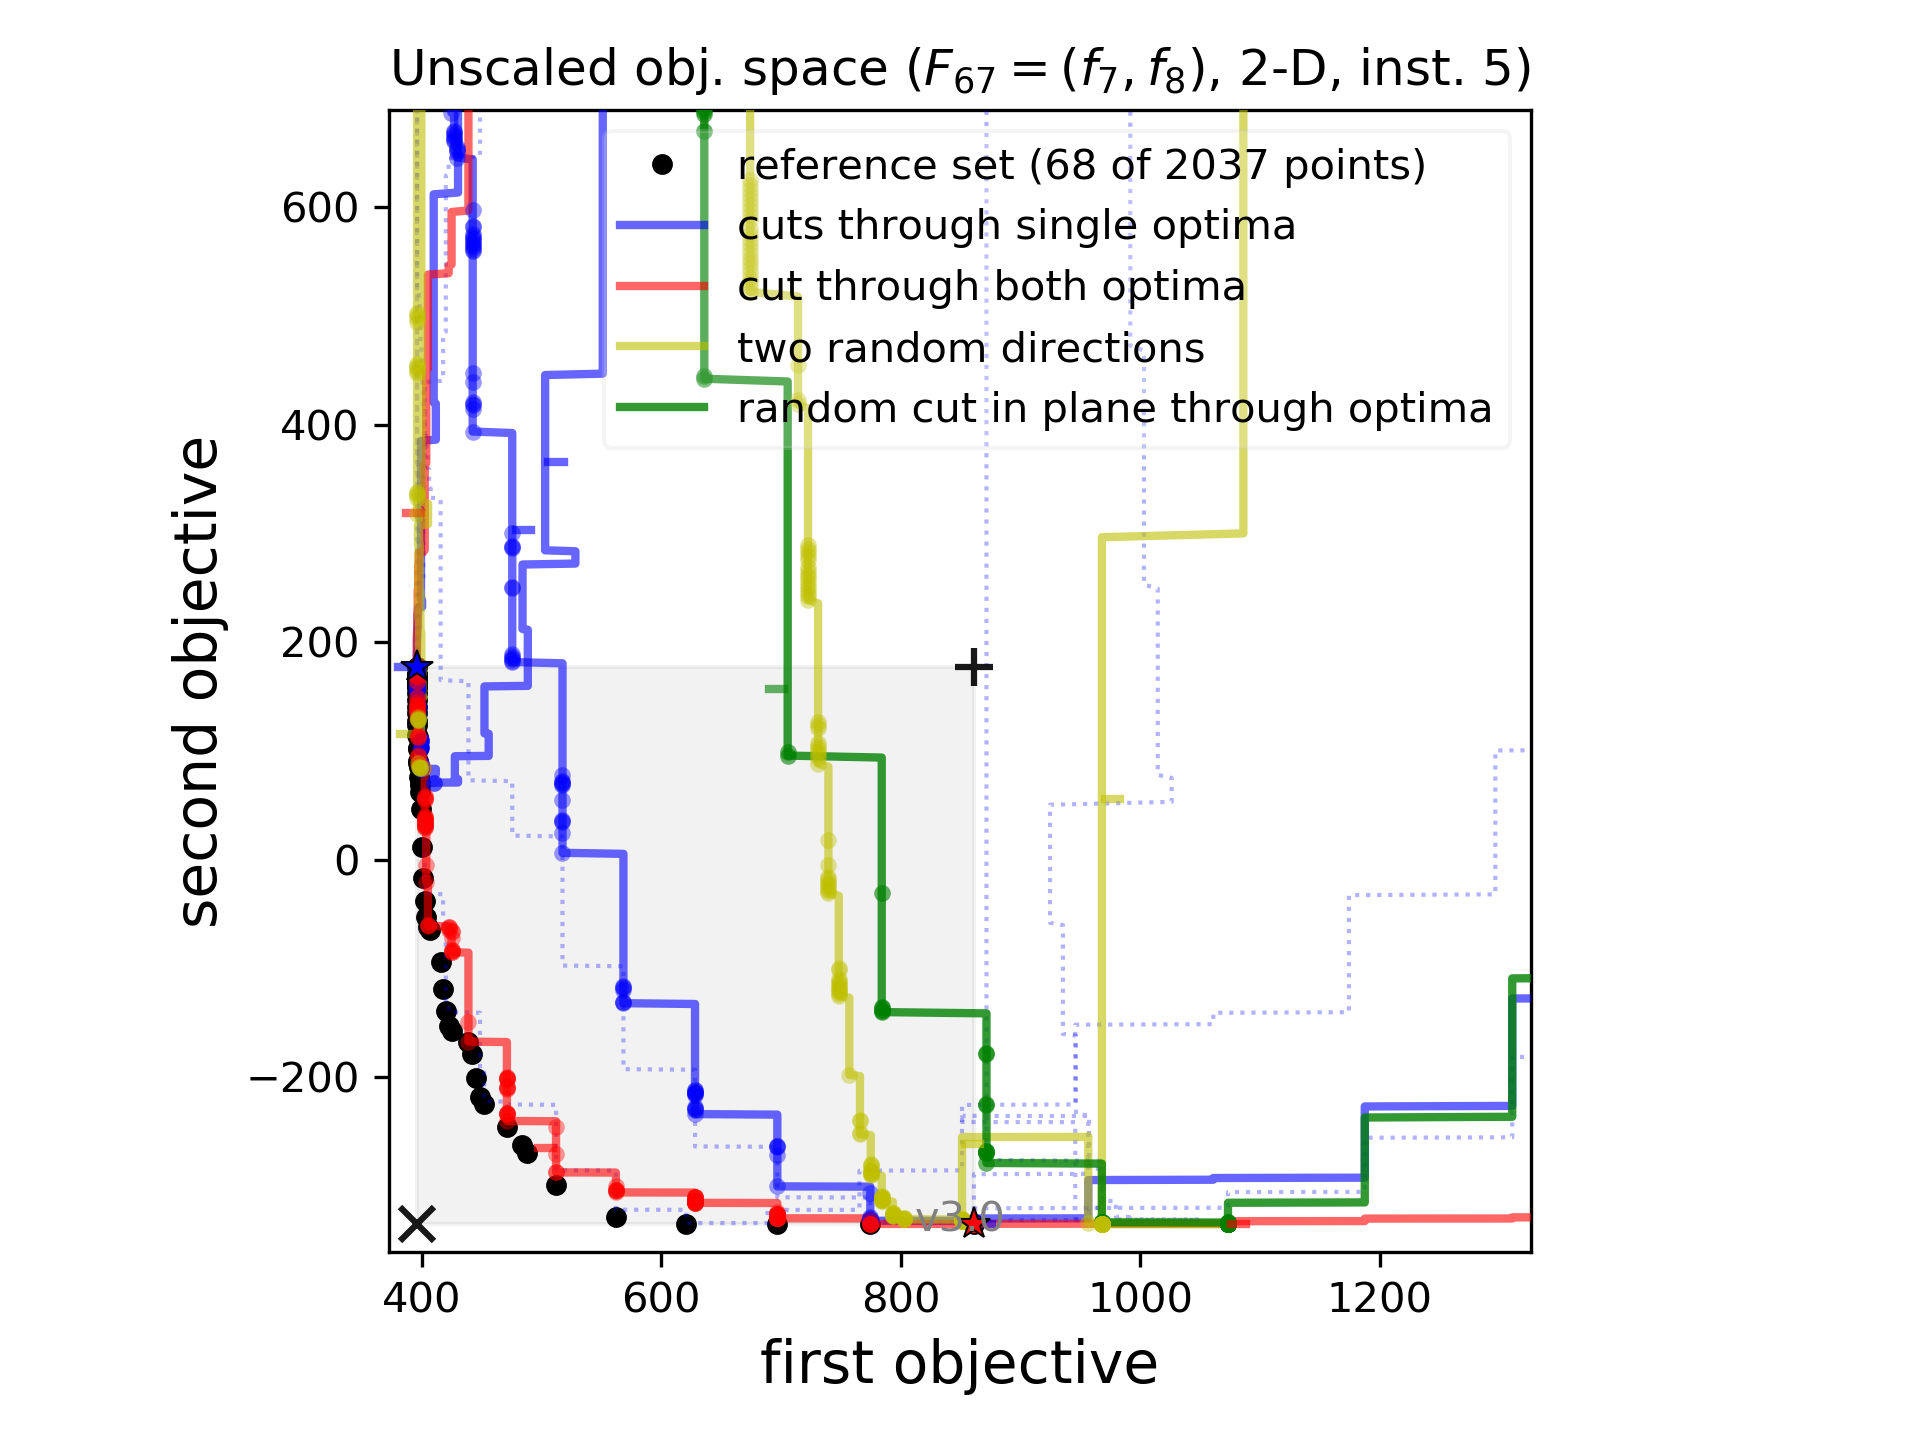 Unscaled obj. space (F67 = (f7, f8), 2-D, inst. 5)
reference set (68 of 2037 points)
cuts through single optima
cut through both optima
two random directions
random cut in plane through optima
600
400
200
0
−200
second objective
v3.0
400
600
800
1000
1200
first objective